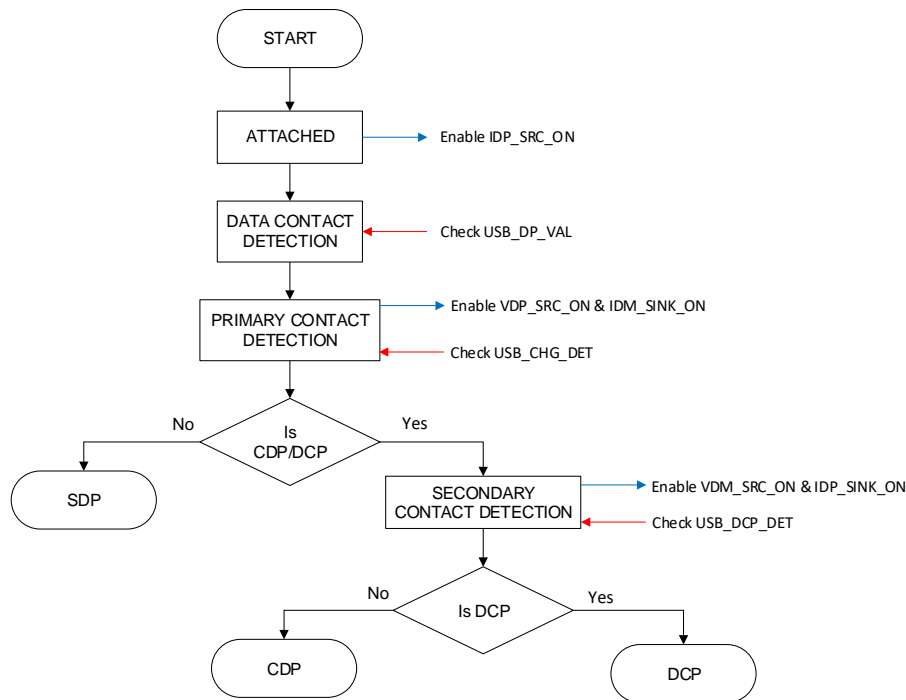 START
ATTACHED
Enable IDP_SRC_ON
DATA CONTACT
DETECTION
Check USB_DP_VAL
PRIMARY CONTACT
DETECTION
Enable VDP_SRC_ON & IDM_SINK_ON
Check USB_CHG_DET
No
Is
CDP/DCP
Yes
SDP
SECONDARY
CONTACT DETECTION
Enable VDM_SRC_ON & IDP_SINK_ON
Check USB_DCP_DET
No
Is DCP
Yes
CDP
DCP